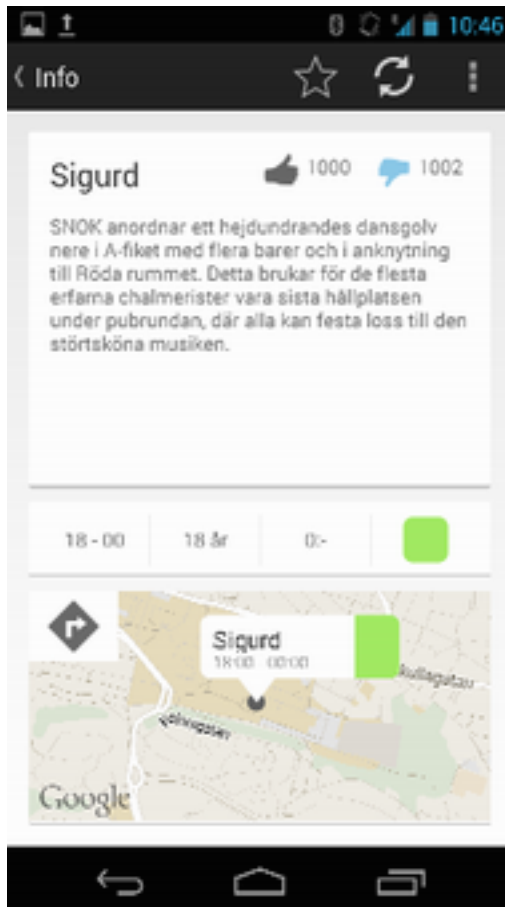 10:46
Info
Sigurd
1000
1002
SNOK anordnar ett hejdundrandes dansgolv
nere i A-fiket med flera barer och i anknytning
till Röda rummet. Detta brukar för de flesta
erfarna chalmerister vara sista hållplatsen
under pubrundan, där alla kan festa loss till den
störtsköna musiken.
18 - 00
18 år
0:-
Sigurd
18:00 00:00
Google